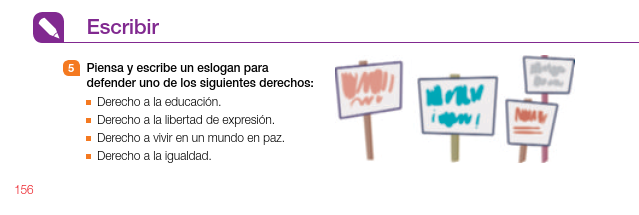 Escribir
5 Piensa y escribe un eslogan para
defender uno de los siguientes derechos:
Derecho a la educación.
Derecho a la libertad de expresión.
Derecho a vivir en un mundo en paz.
Derecho a la igualdad.
156